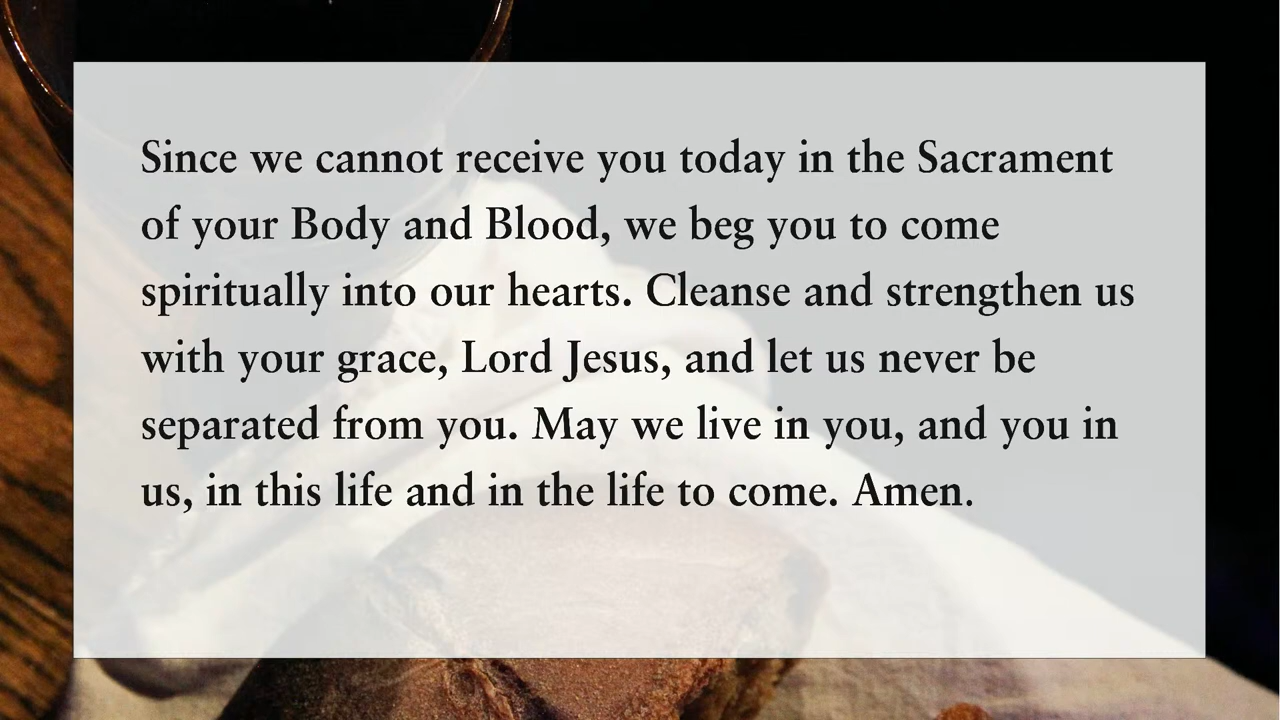 Since we cannot receive you today in the Sacrament
of your Body and Blood, we beg you to come
spiritually into our hearts. Cleanse and strengthen us
with your grace, Lord Jesus, and let us never be
separated from you. May we live in you, and you in
us, in this life and in the life to come. Amen.